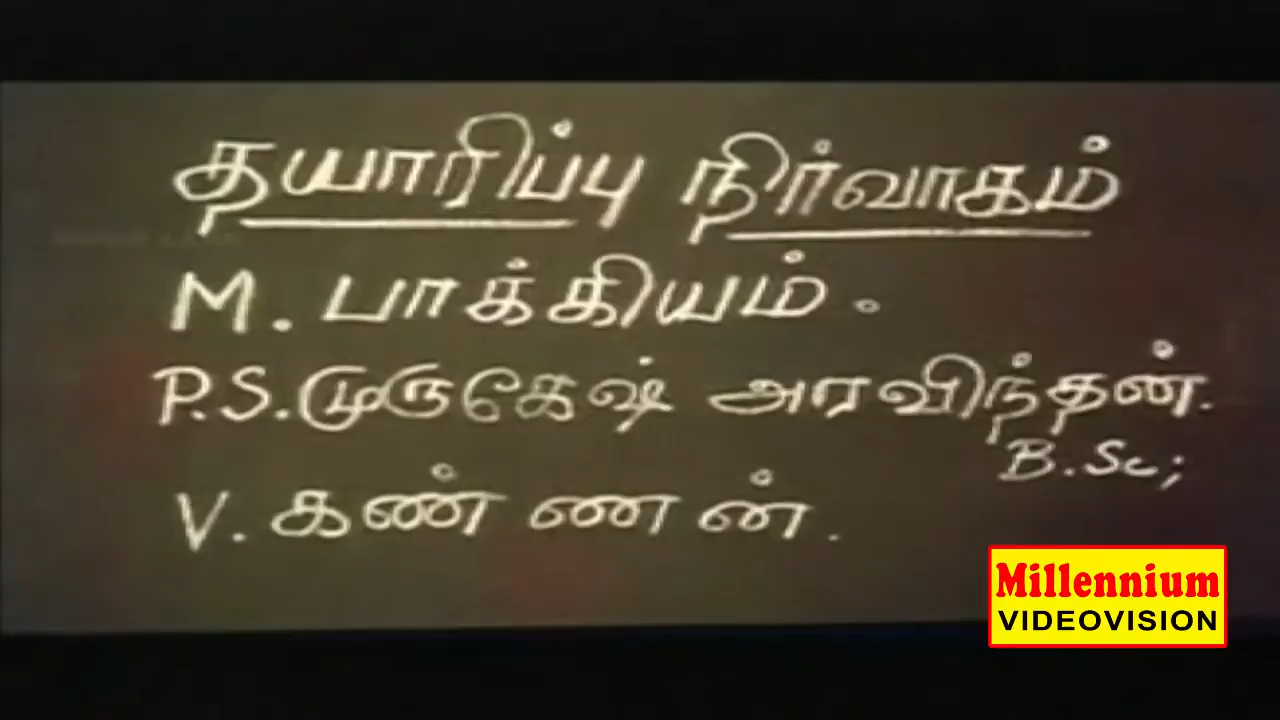 தயாரிப்பு நிர்வாகம்
M. பாக்கியம்.
P.S. முருகேஷ் அரவிந்தன்.
B.Sc;
V. கண்ணன்.
Millennium
VIDEOVISION